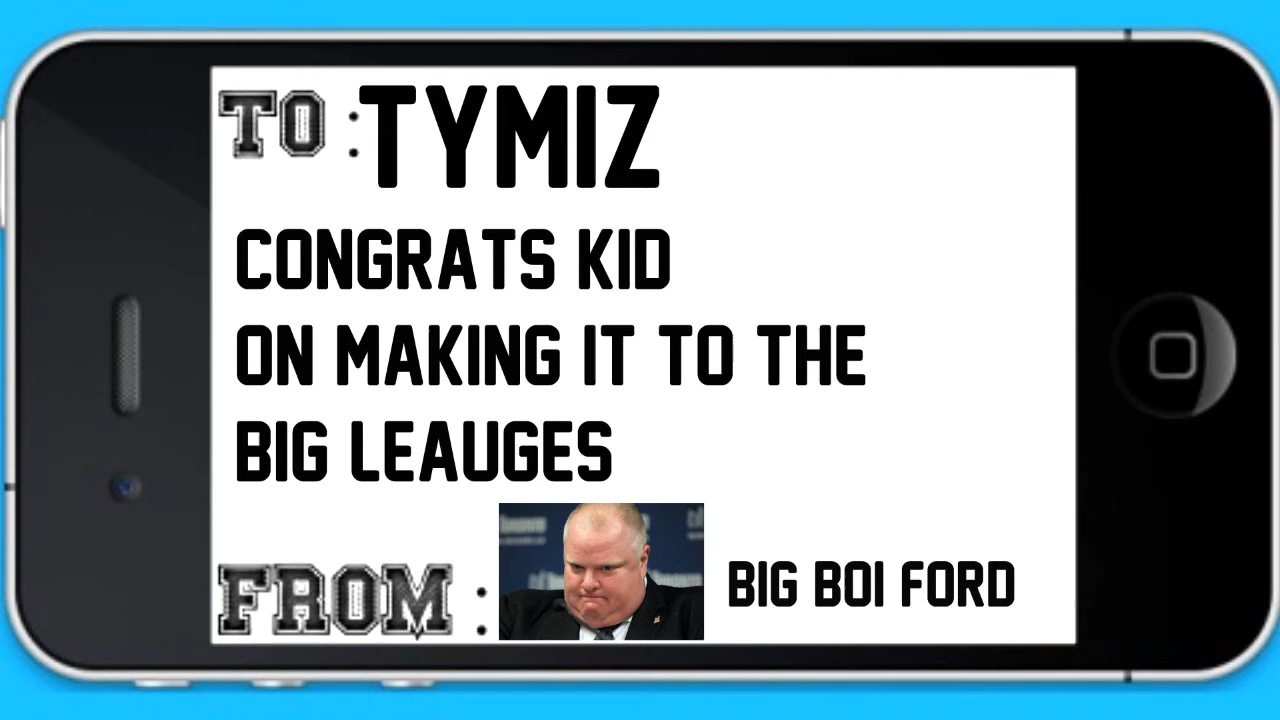 TO : TYMIZ
CONGRATS KID
ON MAKING IT TO THE
BIG LEAUGES
FROM : BIG BOI FORD